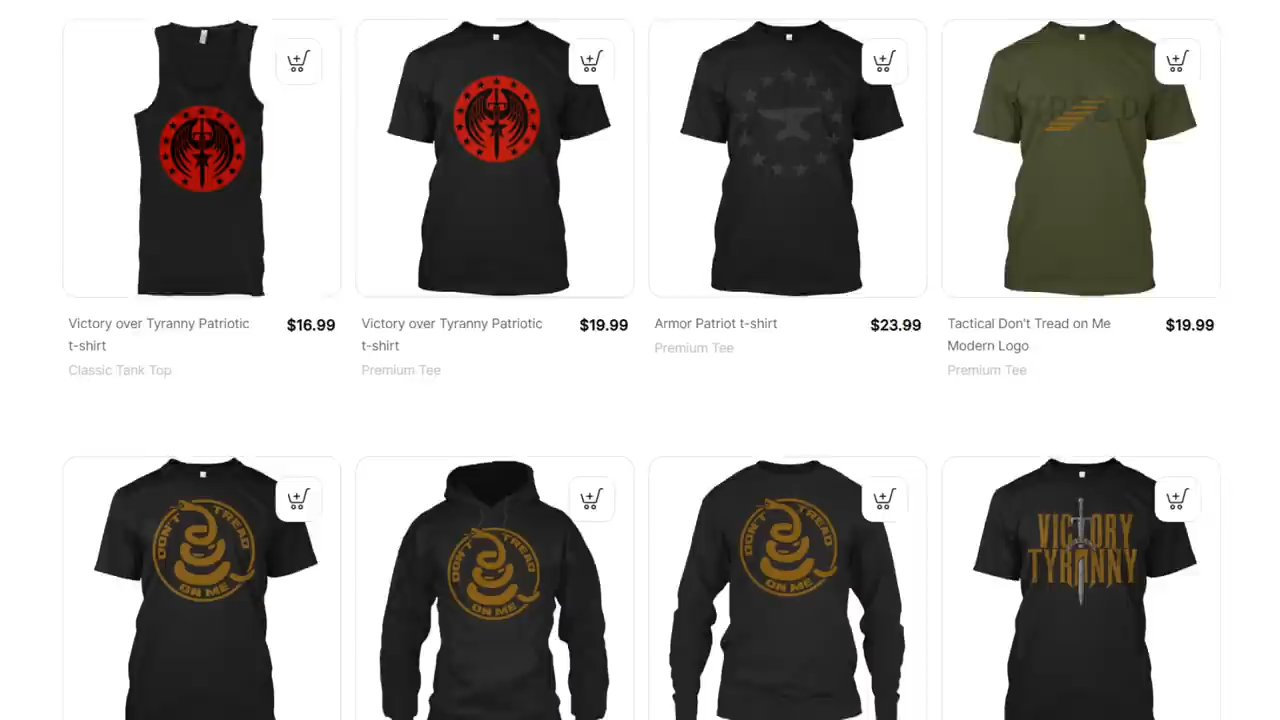 Victory over Tyranny Patriotic
t-shirt
$16.99
Classic Tank Top
Victory over Tyranny Patriotic
t-shirt
$19.99
Premium Tee
Armor Patriot t-shirt
$23.99
Premium Tee
Tactical Don't Tread on Me
Modern Logo
$19.99
Premium Tee
DON'T TREAD
ON ME
DON'T TREAD
ON ME
DON'T TREAD
ON ME
VICTORY
TYRANNY